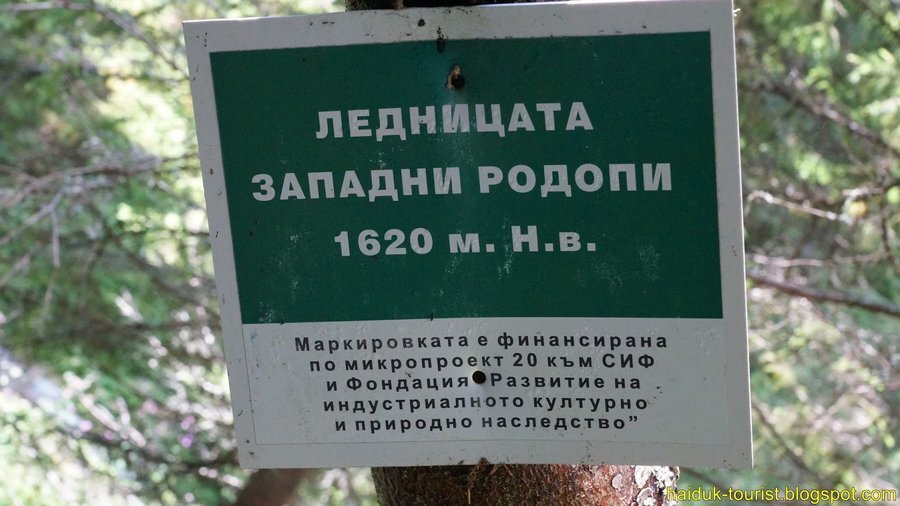 ЛЕДНИЦАТА
ЗАПАДНИ РОДОПИ
1620 м. Н.в.
Маркировката е финансирана
по микропроект 20 към СИФ
и Фондация „Развитие на
индустриалното културно
и природно наследство”
haiduk-tourist.blogspot.com